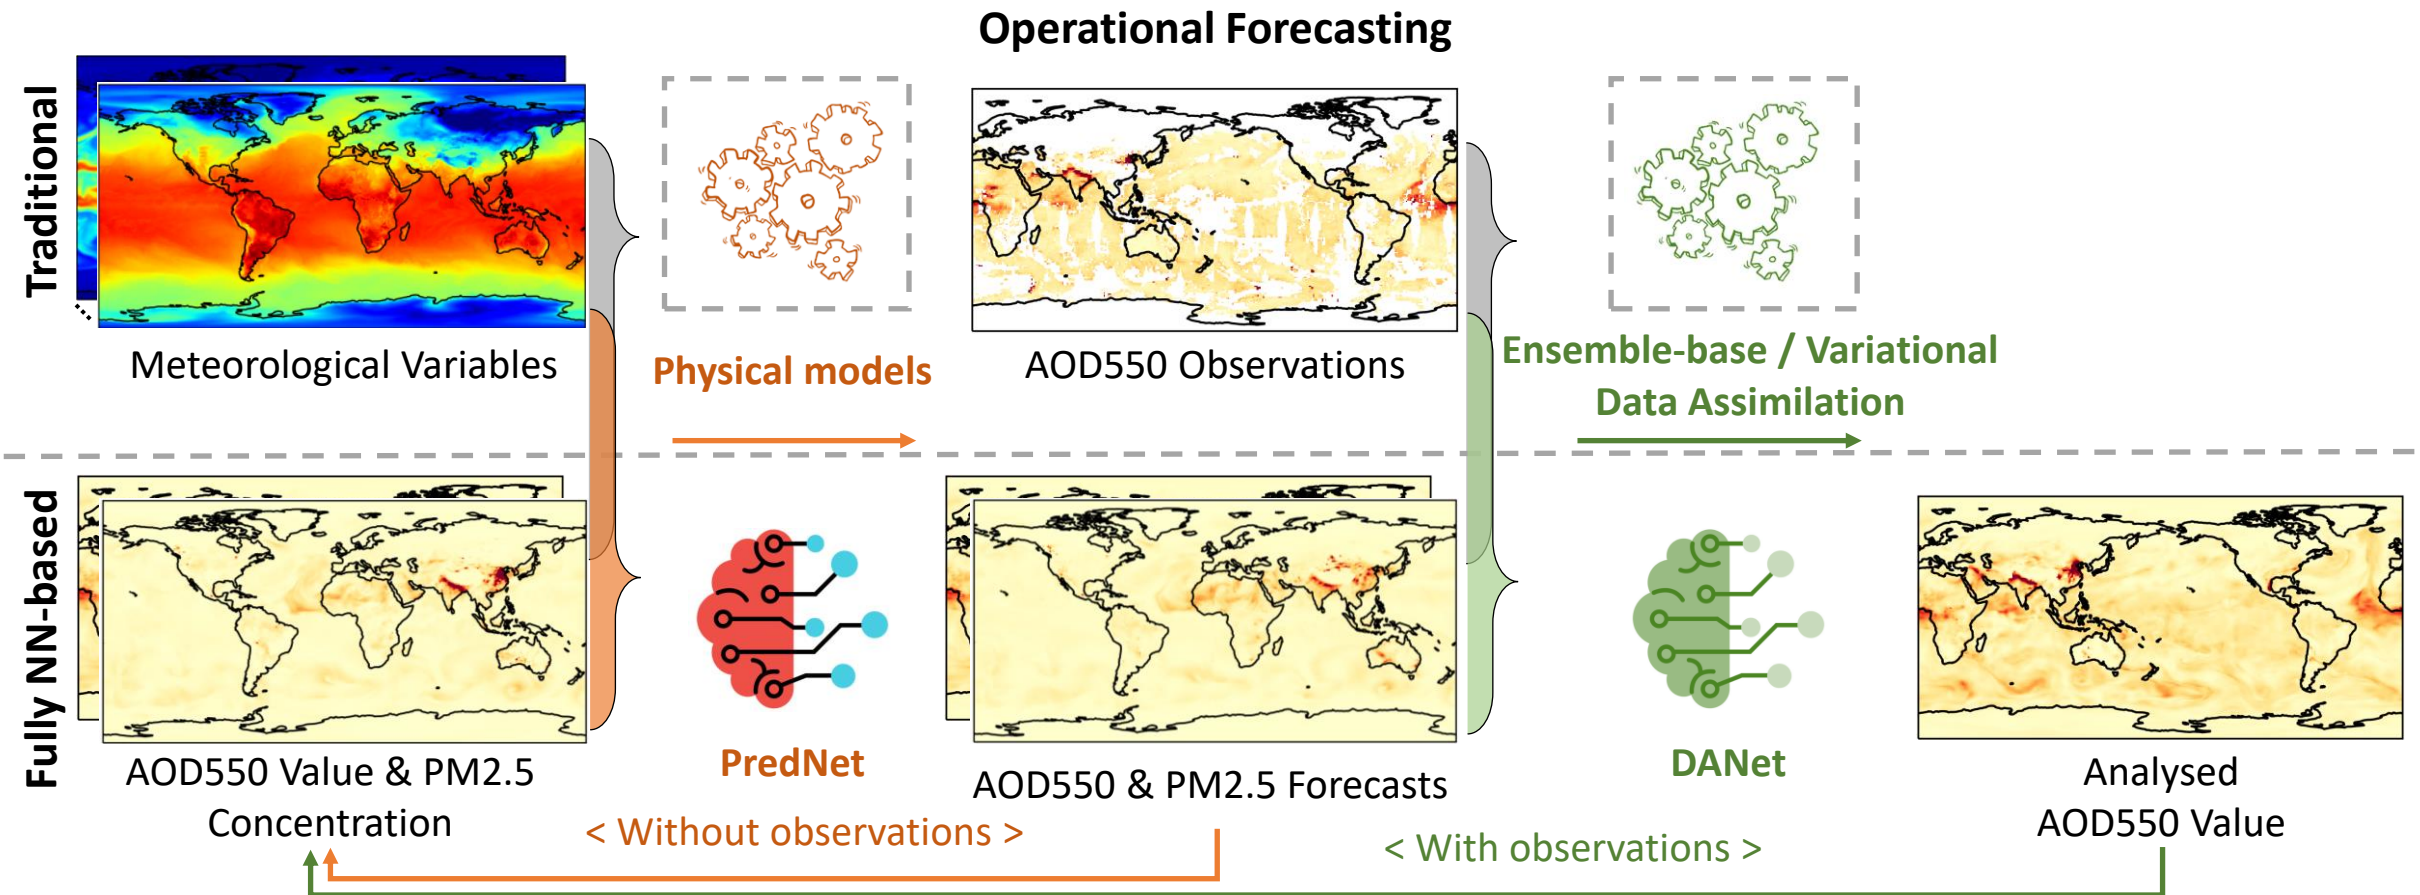 Operational Forecasting
Traditional
Meteorological Variables
Physical models
AOD550 Observations
Ensemble-base / Variational
Data Assimilation
Fully NN-based
AOD550 Value & PM2.5
Concentration
PredNet
AOD550 & PM2.5 Forecasts
DANet
Analysed
AOD550 Value
< Without observations >
< With observations >